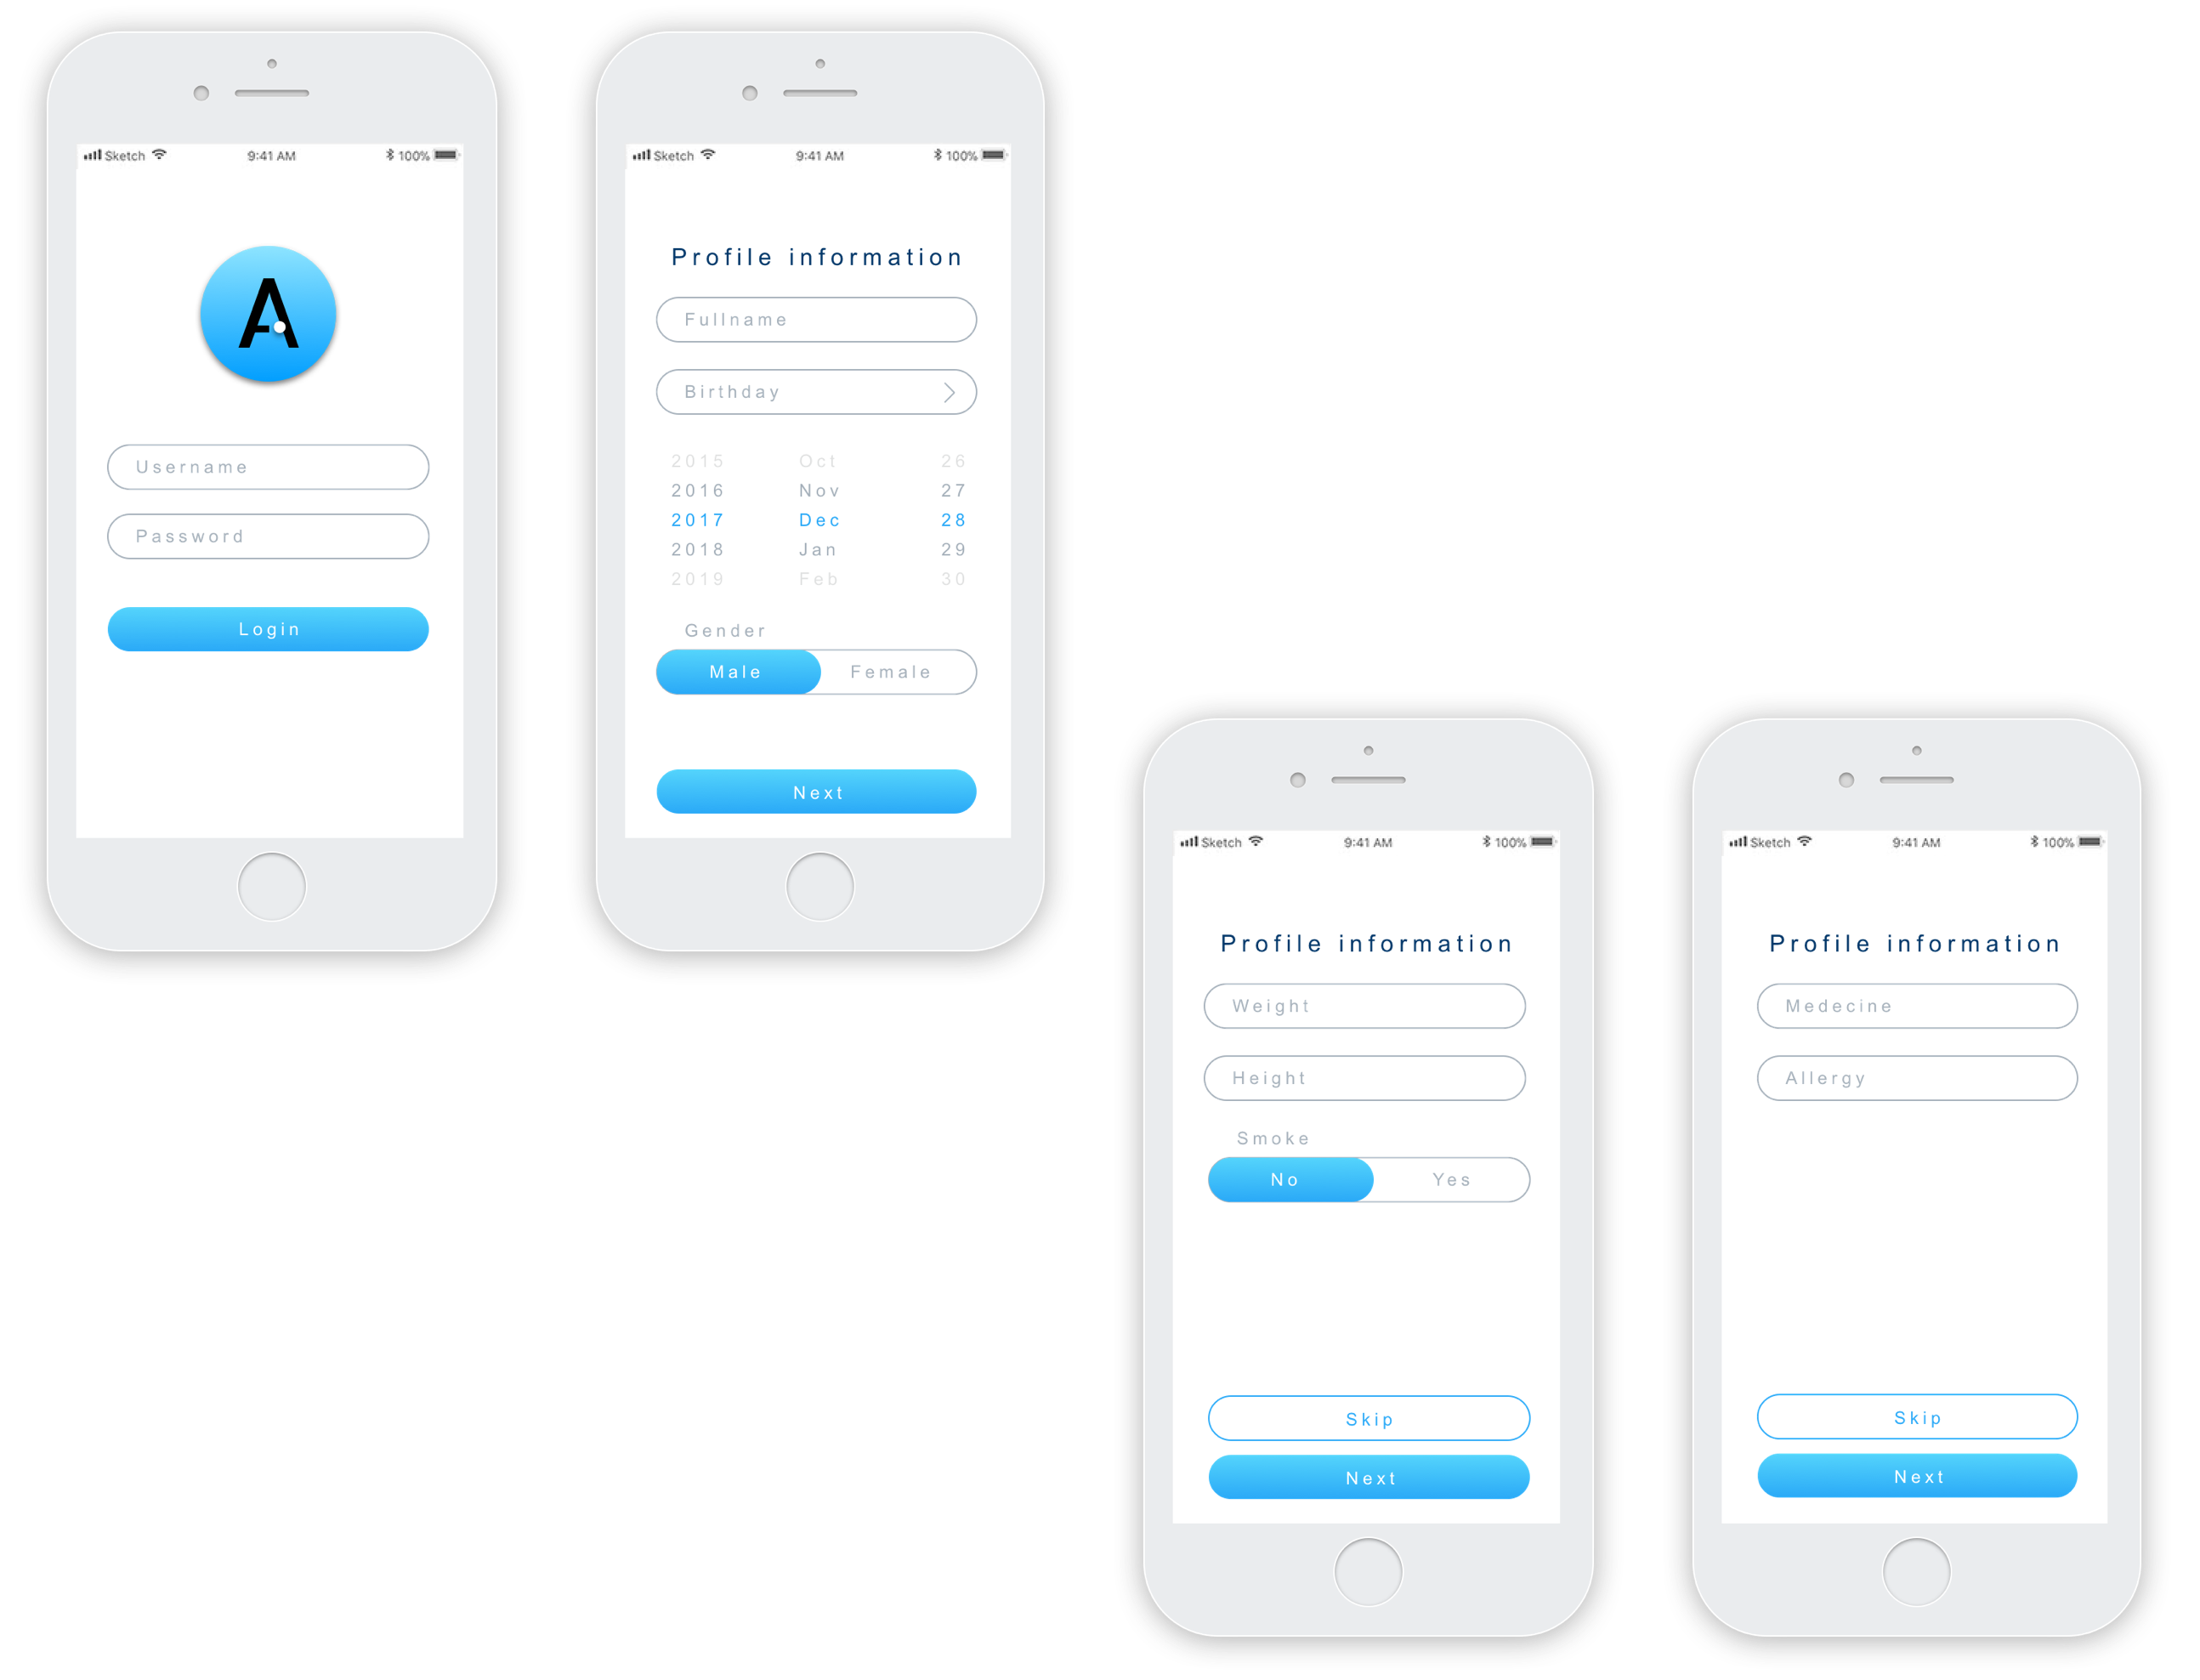 Sketch 9:41 AM 100%
A
Username
Password
Login
Sketch 9:41 AM 100%
Profile information
Fullname
Birthday
2015 Oct 26
2016 Nov 27
2017 Dec 28
2018 Jan 29
2019 Feb 30
Gender
Male Female
Next
Sketch 9:41 AM 100%
Profile information
Weight
Height
Smoke
No Yes
Skip
Next
Sketch 9:41 AM 100%
Profile information
Medecine
Allergy
Skip
Next